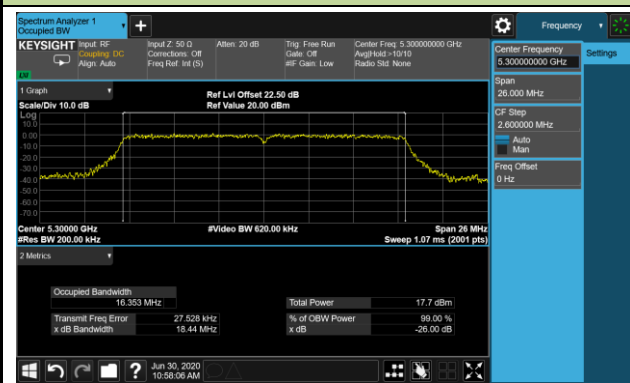 Spectrum Analyzer 1
Occupied BW
Frequency
KEYSIGHT
Input: RF
Coupling: DC
Align: Auto
Input Z: 50 Ω
Corrections: Off
Freq Ref: Int (S)
Atten: 20 dB
Trig: Free Run
Gate: Off
#IF Gain: Low
Center Freq: 5.300000000 GHz
Avg|Hold:>10/10
Radio Std: None
Center Frequency
5.300000000 GHz
Settings
Span
26.000 MHz
CF Step
2.600000 MHz
Auto
Man
Freq Offset
0 Hz
1 Graph
Scale/Div 10.0 dB
Ref Lvl Offset 22.50 dB
Ref Value 20.00 dBm
Log
10.0
0.00
-10.0
-20.0
-30.0
-40.0
-50.0
-60.0
-70.0
Center 5.30000 GHz
#Res BW 200.00 kHz
#Video BW 620.00 kHz
Span 26 MHz
Sweep 1.07 ms (2001 pts)
2 Metrics
Occupied Bandwidth
16.353 MHz
Total Power 17.7 dBm
Transmit Freq Error 27.528 kHz
% of OBW Power 99.00 %
x dB Bandwidth 18.44 MHz
x dB -26.00 dB
?
Jun 30, 2020
10:58:06 AM